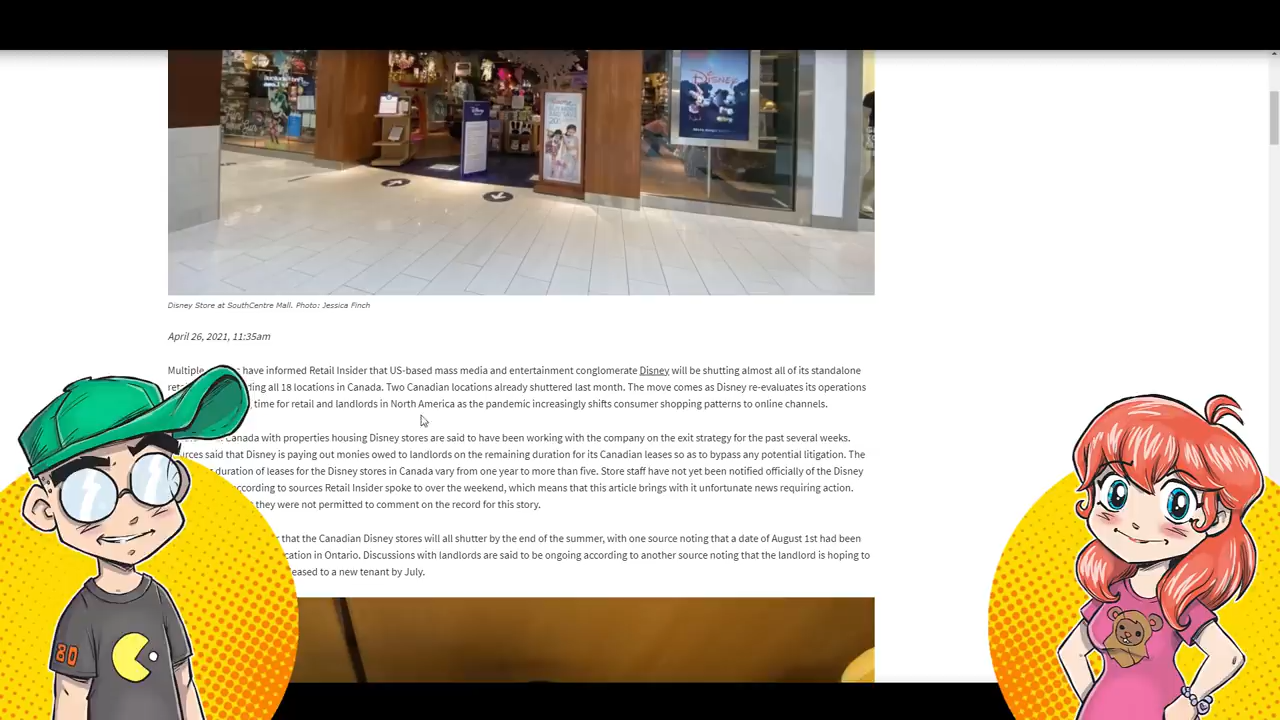 Disney
Disney Store at SouthCentre Mall. Photo: Jessica Finch
April 26, 2021, 11:35am
Multiple have informed Retail Insider that US-based mass media and entertainment conglomerate Disney will be shutting almost all of its standalone
all 18 locations in Canada. Two Canadian locations already shuttered last month. The move comes as Disney re-evaluates its operations
time for retail and landlords in North America as the pandemic increasingly shifts consumer shopping patterns to online channels.
Canada with properties housing Disney stores are said to have been working with the company on the exit strategy for the past several weeks.
said that Disney is paying out monies owed to landlords on the remaining duration for its Canadian leases so as to bypass any potential litigation. The
duration of leases for the Disney stores in Canada vary from one year to more than five. Store staff have not yet been notified officially of the Disney
according to sources Retail Insider spoke to over the weekend, which means that this article brings with it unfortunate news requiring action.
they were not permitted to comment on the record for this story.
that the Canadian Disney stores will all shutter by the end of the summer, with one source noting that a date of August 1st had been
in Ontario. Discussions with landlords are said to be ongoing according to another source noting that the landlord is hoping to
to a new tenant by July.
80